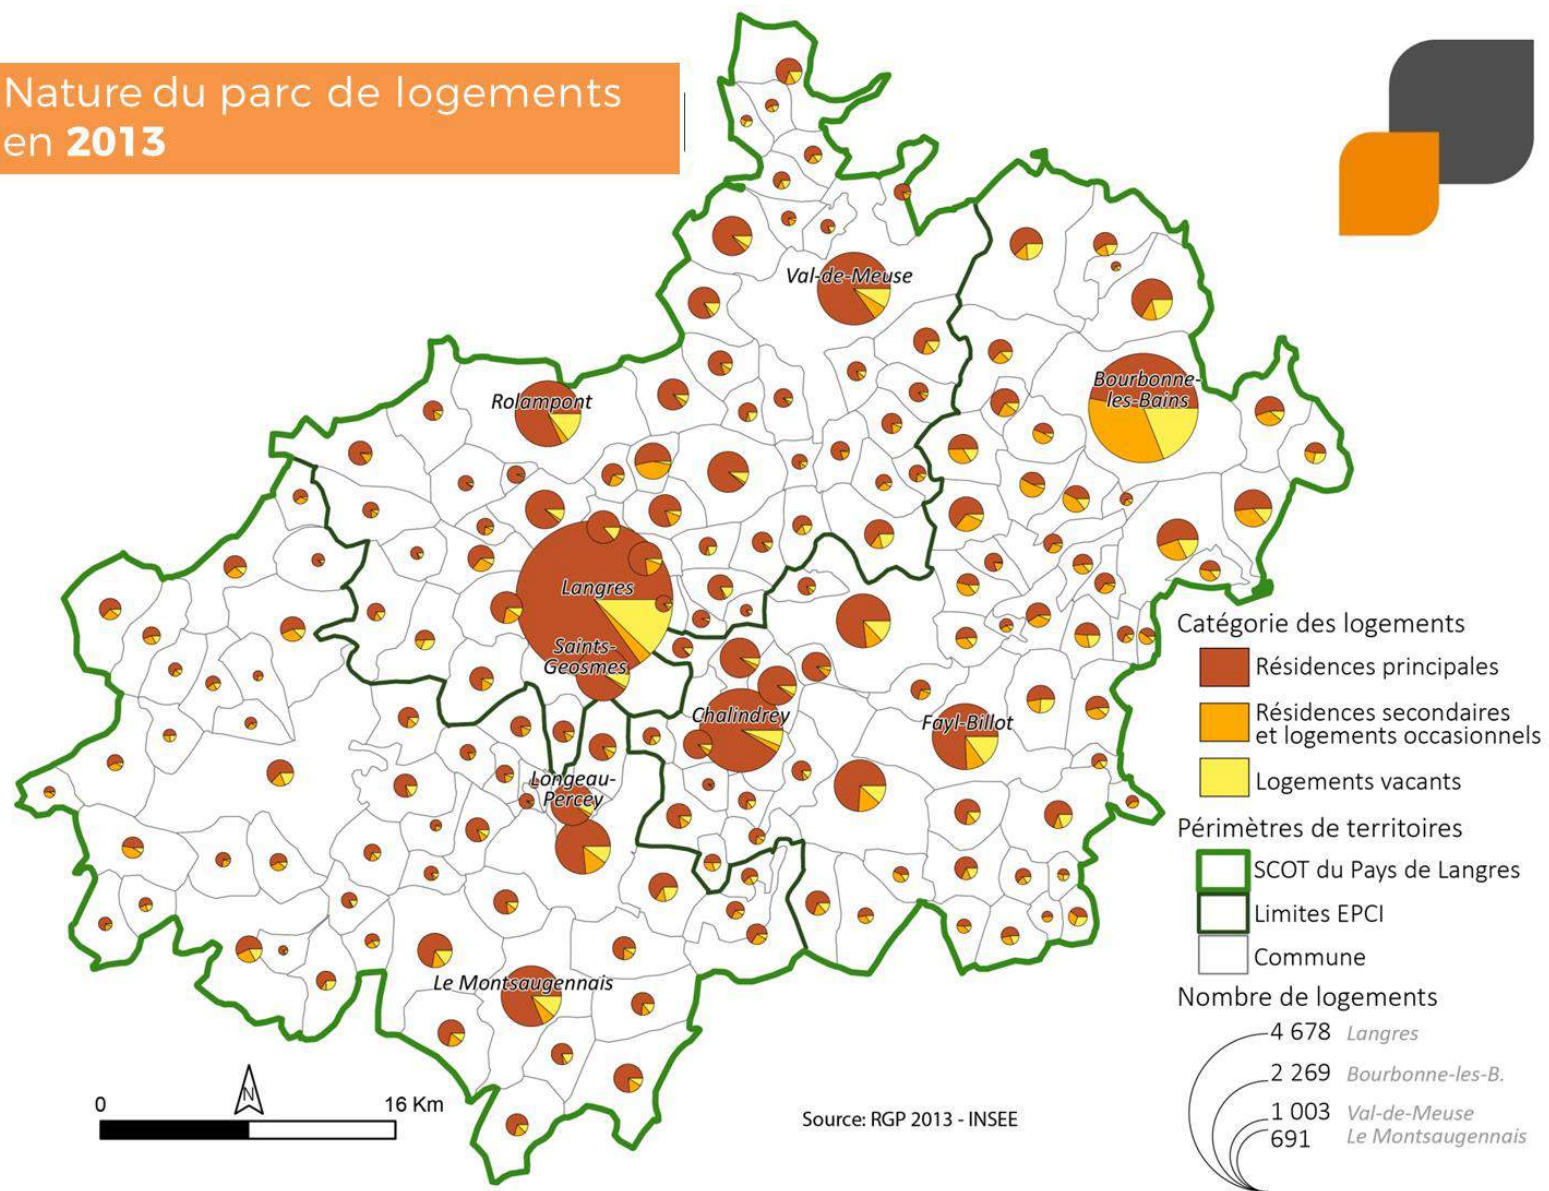 Nature du parc de logements
en 2013
Val-de-Meuse
Bourbonne-
les-Bains
Rolampont
Langres
Saints-
Geosmes
Chalindrey
Fayl-Billot
Longeau-
Percey
Le Montsaugennais
Catégorie des logements
Résidences principales
Résidences secondaires
et logements occasionnels
Logements vacants
Périmètres de territoires
SCOT du Pays de Langres
Limites EPCI
Commune
Nombre de logements
4 678 Langres
2 269 Bourbonne-les-B.
1 003 Val-de-Meuse
691 Le Montsaugennais
N
0 16 Km
Source: RGP 2013 - INSEE